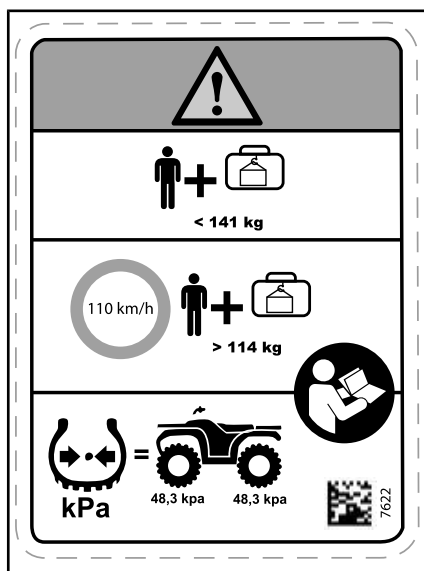 !
< 141 kg
110 km/h
> 114 kg
=
kPa
48,3 kpa 48,3 kpa
7622